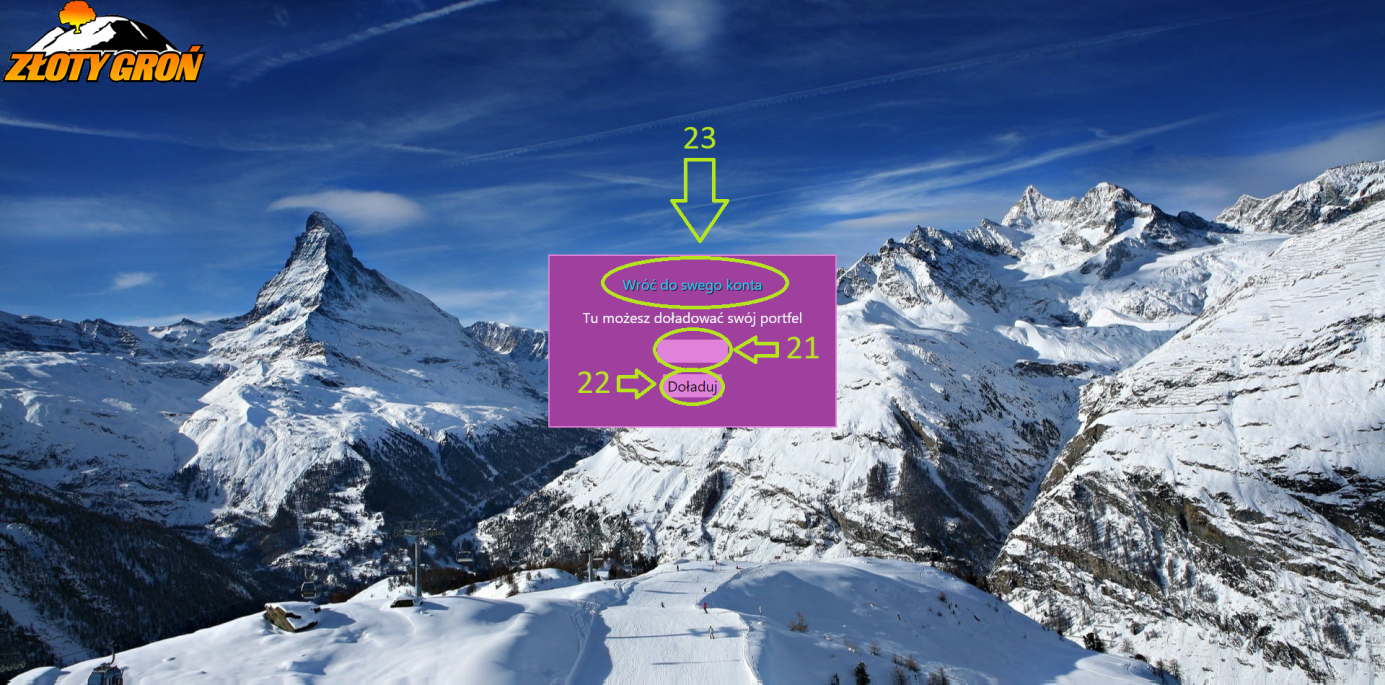 ZŁOTY GROŃ
23
Wróć do swego konta
Tu możesz doładować swój portfel
21
22 Doładuj